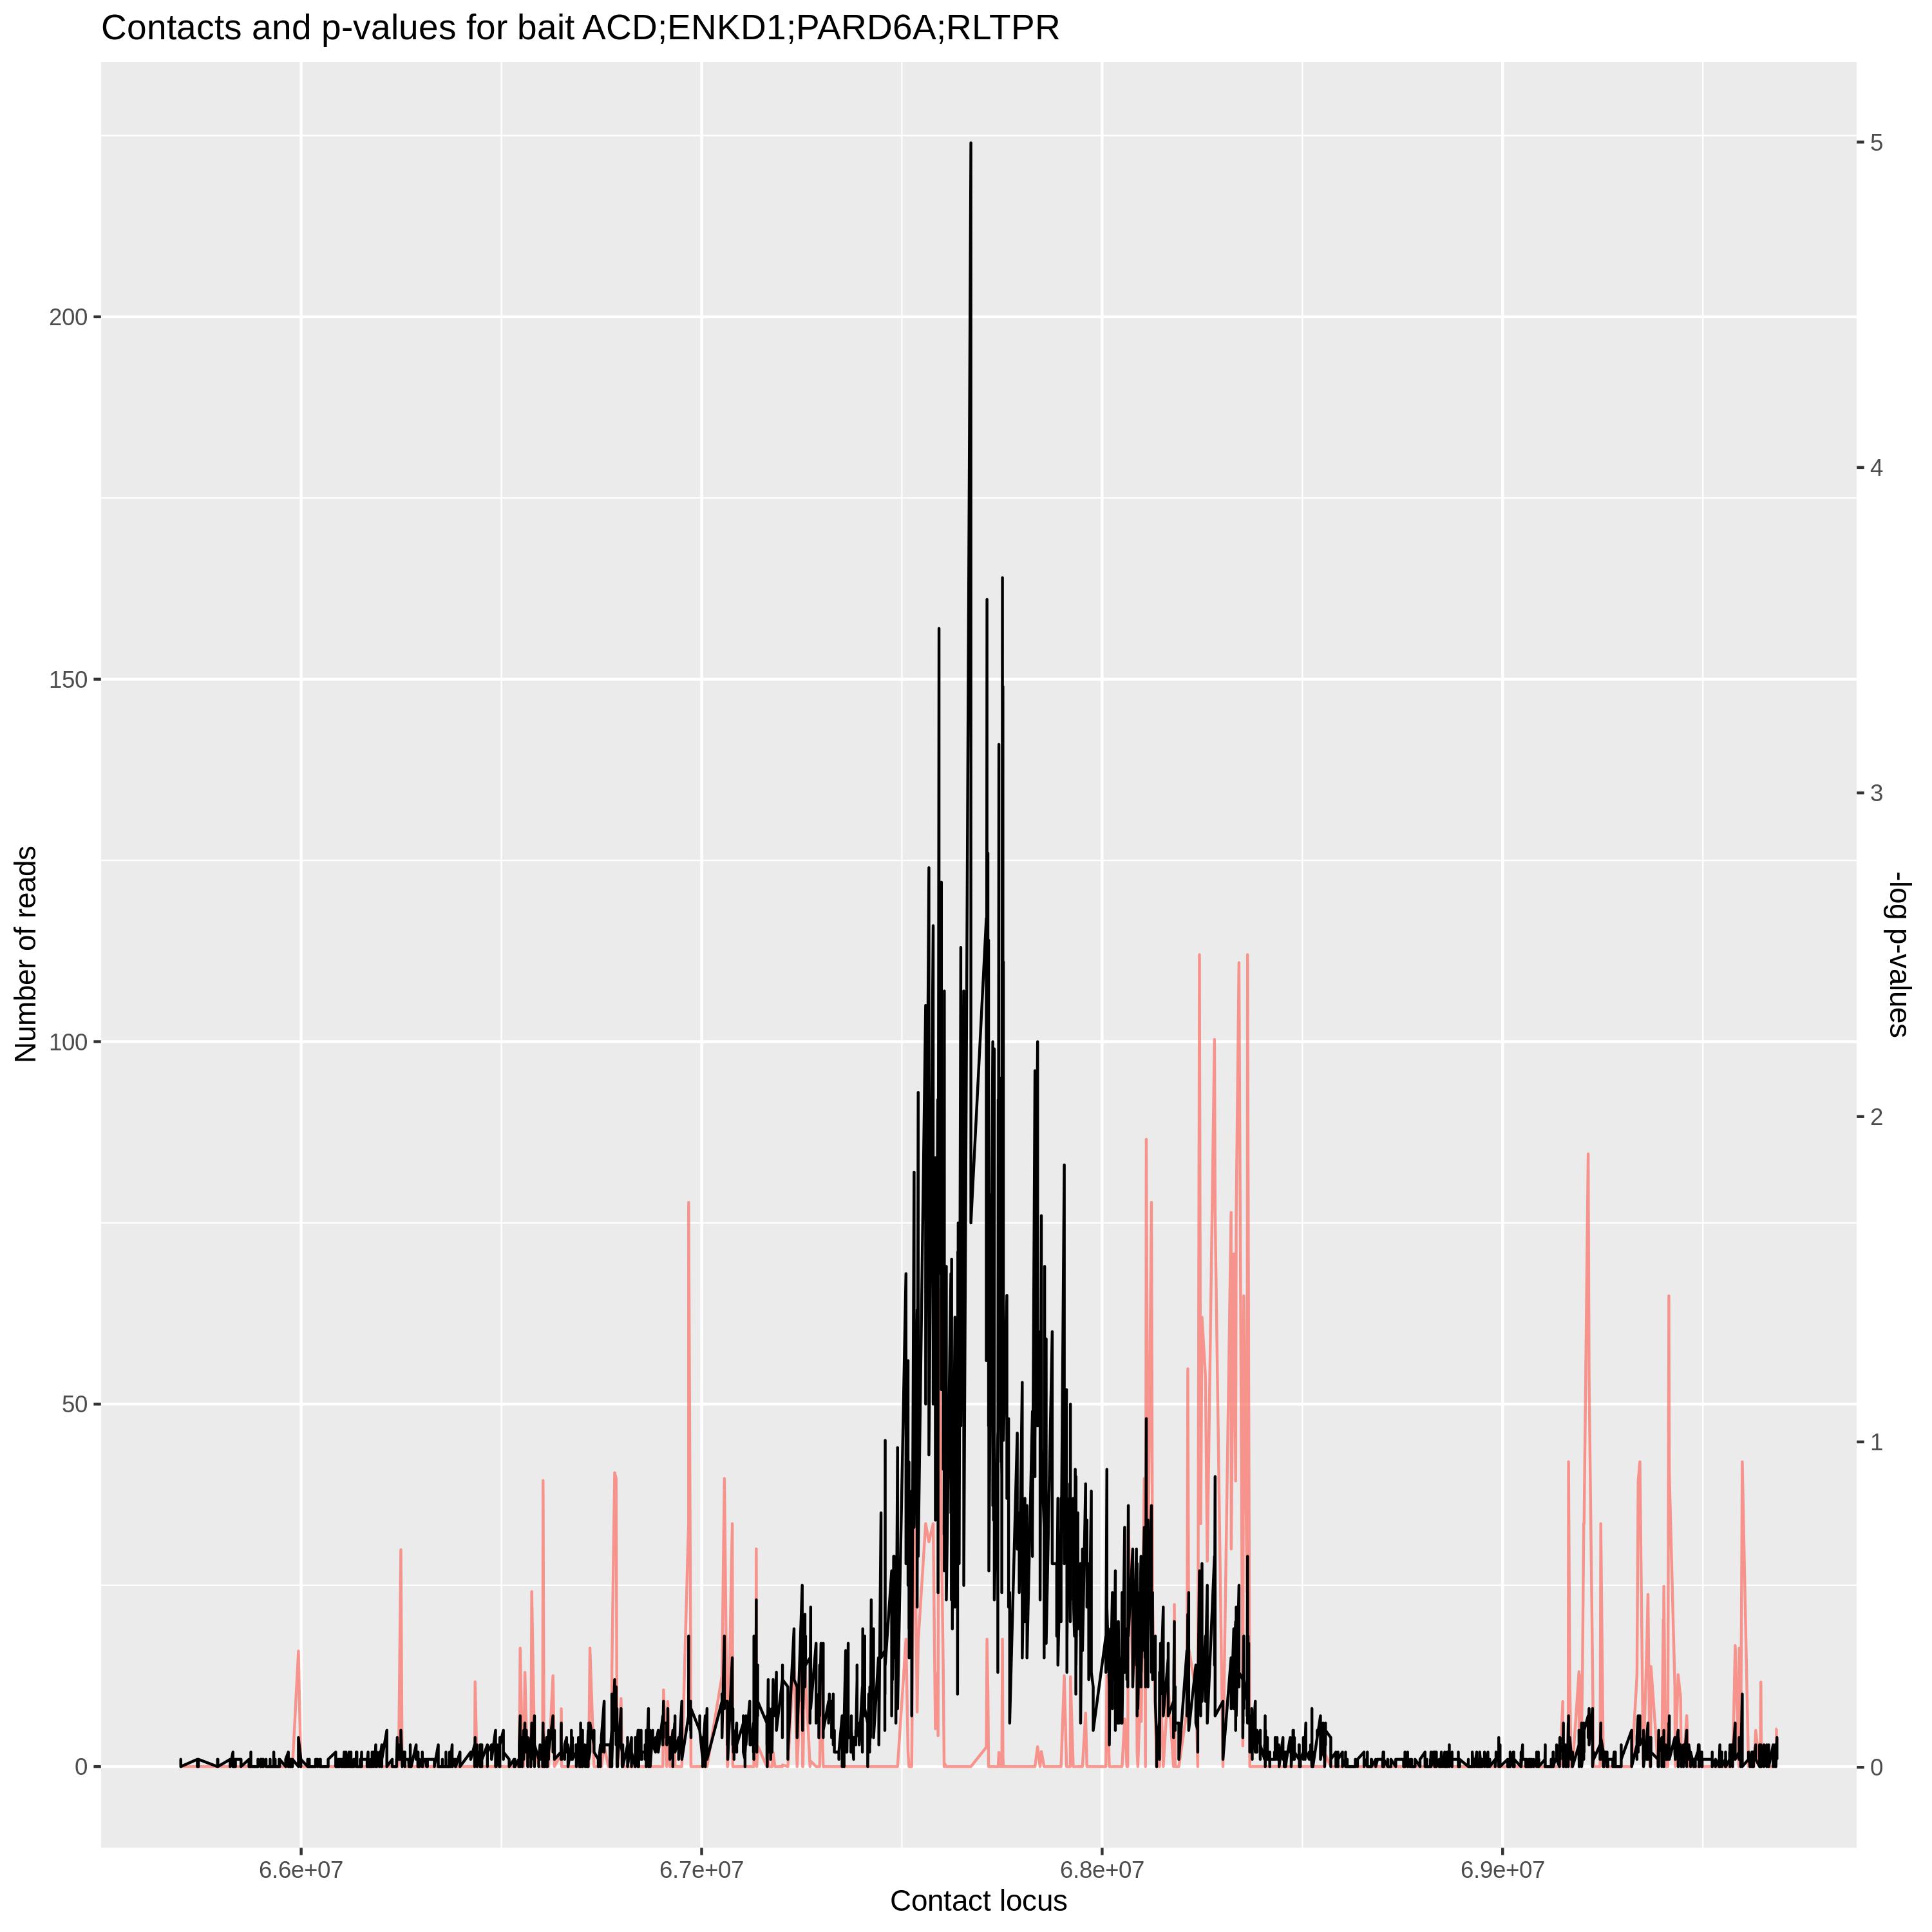 Contacts and p-values for bait ACD;ENKD1;PARD6A;RLTPR
Number of reads
200
150
100
50
0
5
4
3
2
1
0
-log p-values
6.6e+07
6.7e+07
6.8e+07
6.9e+07
Contact locus